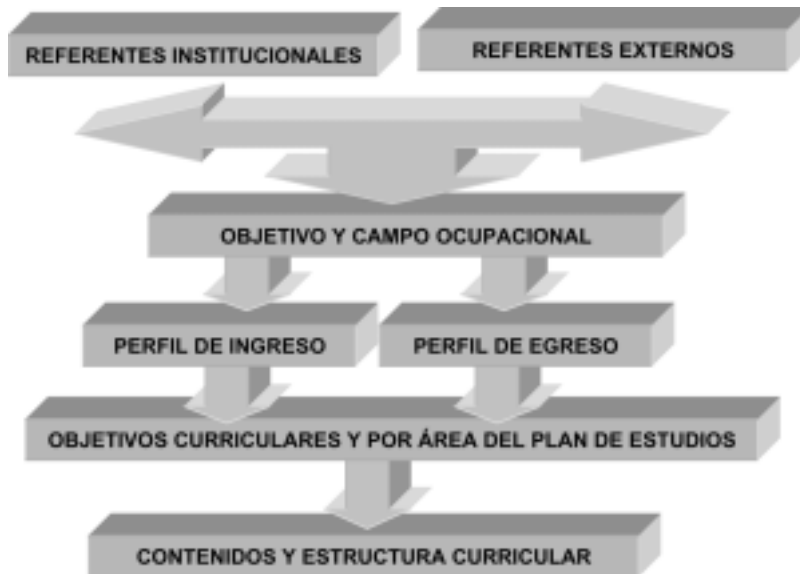 REFERENTES INSTITUCIONALES
REFERENTES EXTERNOS
OBJETIVO Y CAMPO OCUPACIONAL
PERFIL DE INGRESO
PERFIL DE EGRESO
OBJETIVOS CURRICULARES Y POR ÁREA DEL PLAN DE ESTUDIOS
CONTENIDOS Y ESTRUCTURA CURRICULAR